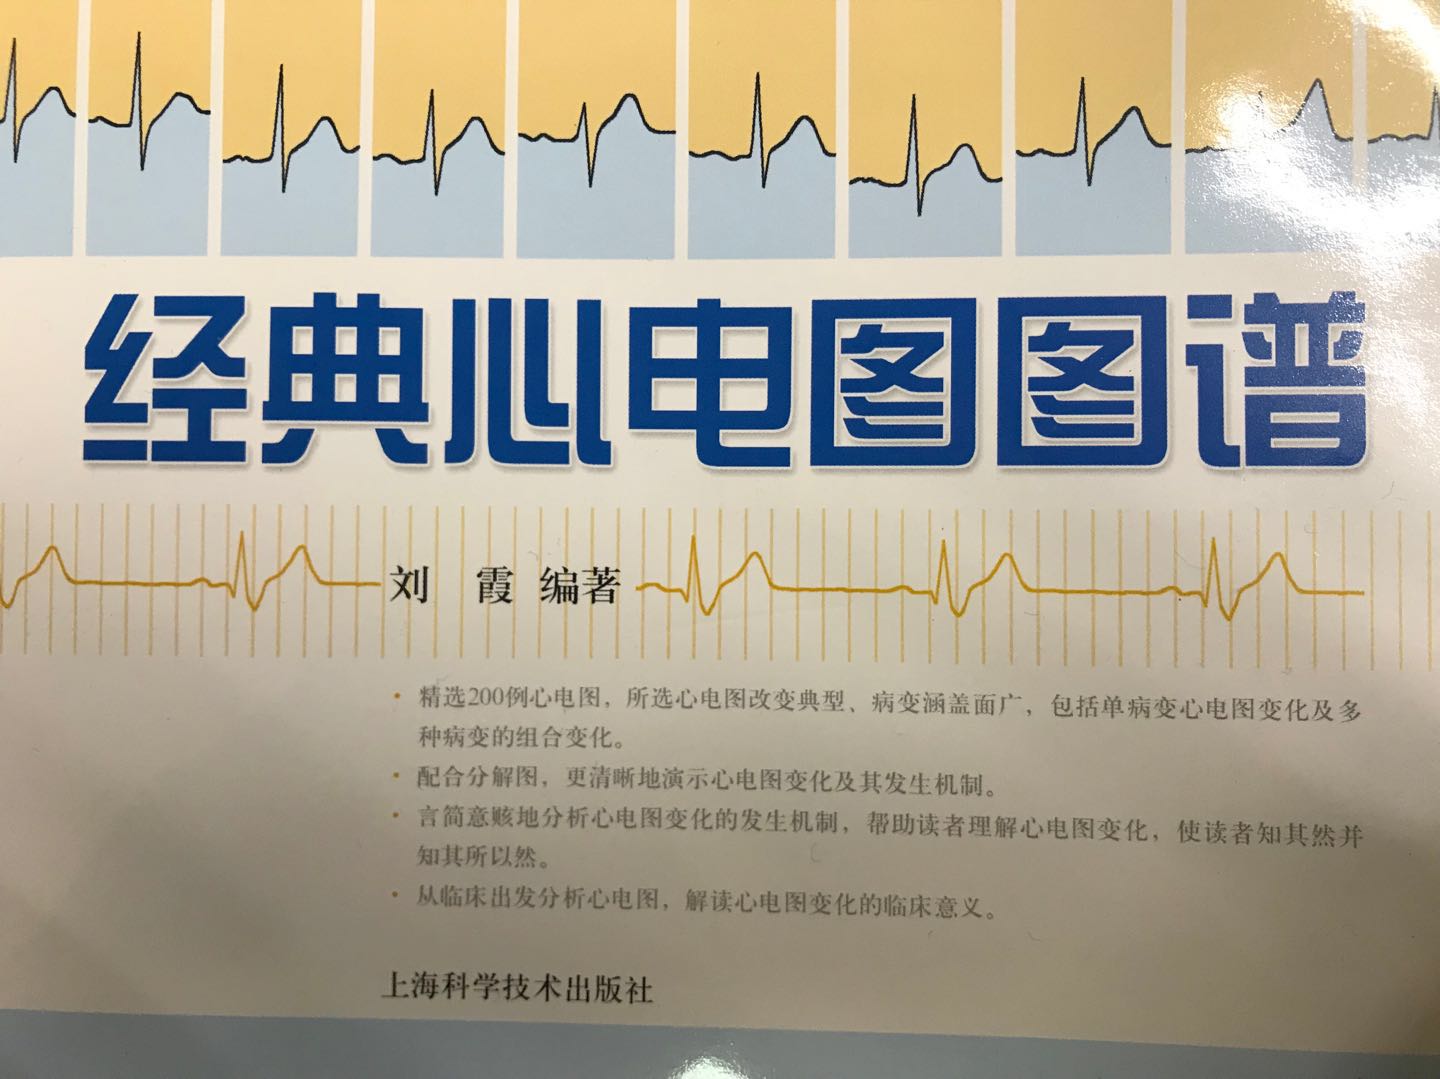 经典心电图图谱
刘 霞 编著
· 精选200例心电图，所选心电图改变典型、病变涵盖面广，包括单病变心电图变化及多
种病变的组合变化。
· 配合分解图，更清晰地演示心电图变化及其发生机制。
· 言简意赅地分析心电图变化的发生机制，帮助读者理解心电图变化，使读者知其然并
知其所以然。
· 从临床出发分析心电图，解读心电图变化的临床意义。
上海科学技术出版社